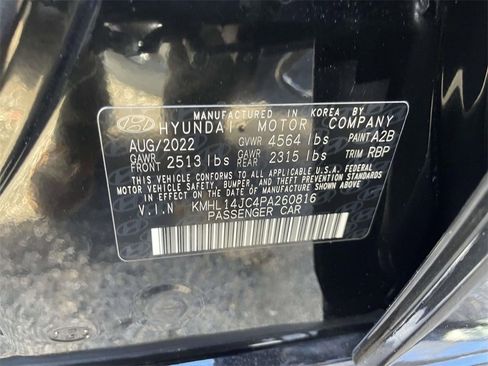 MANUFACTURED IN KOREA BY
HYUNDAI MOTOR COMPANY
AUG/2022 GVWR 4564 lbs PAINT A2B
GAWR FRONT 2513 lbs GAWR REAR 2315 lbs TRIM RBP
THIS VEHICLE CONFORMS TO ALL APPLICABLE U.S.A. FEDERAL
MOTOR VEHICLE SAFETY, BUMPER, AND THEFT PREVENTION STANDARDS
IN EFFECT ON THE DATE OF MANUFACTURE SHOWN ABOVE.
V.I.N KMHL14JC4PA260816
PASSENGER CAR